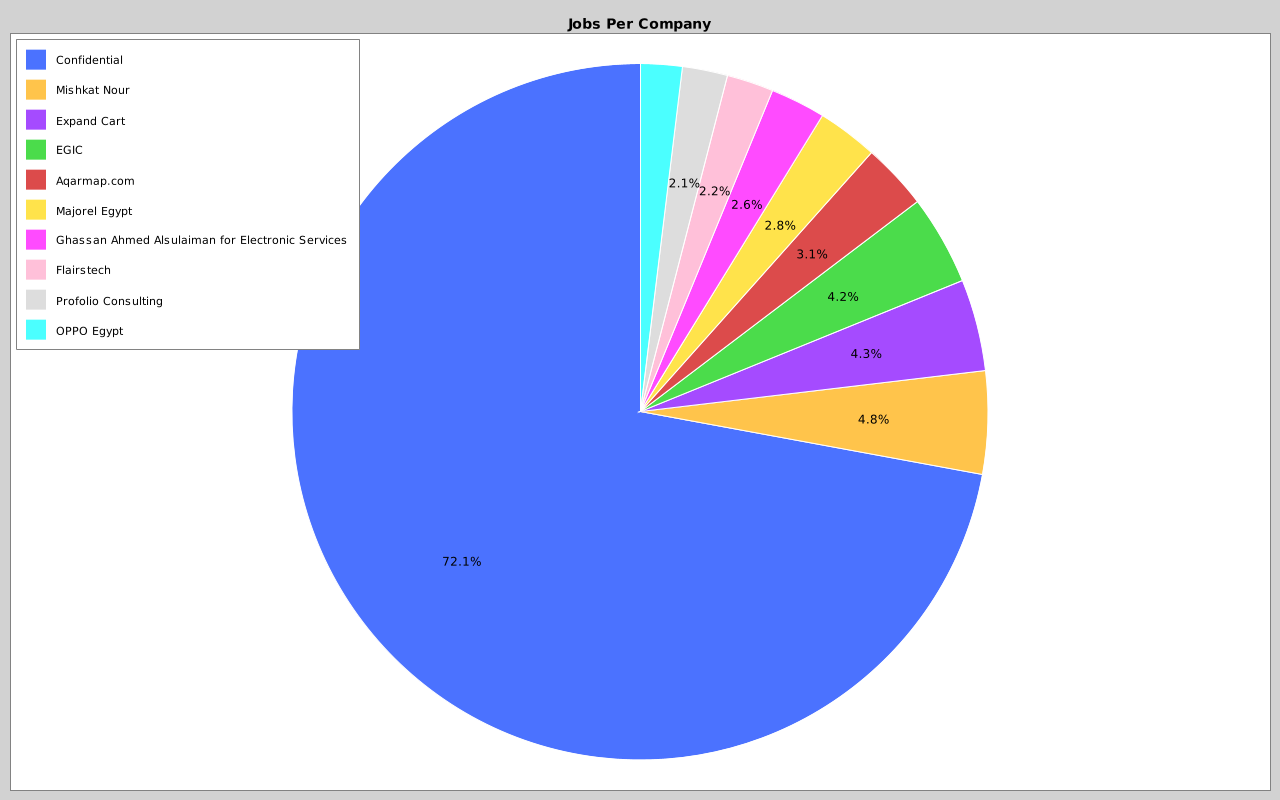 Jobs Per Company
Confidential
Mishkat Nour
Expand Cart
EGIC
Aqarmap.com
Majorel Egypt
Ghassan Ahmed Alsulaiman for Electronic Services
Flairstech
Profolio Consulting
OPPO Egypt
2.1%
2.2%
2.6%
2.8%
3.1%
4.2%
4.3%
4.8%
72.1%